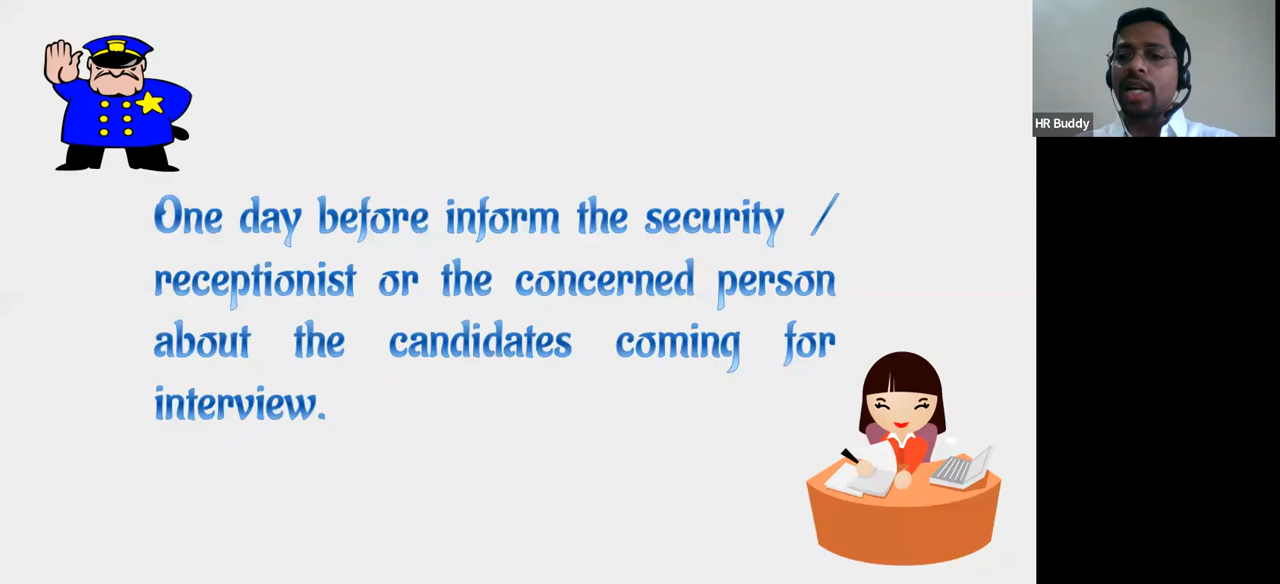 One day before inform the security /
receptionist or the concerned person
about the candidates coming for
interview.
HR Buddy